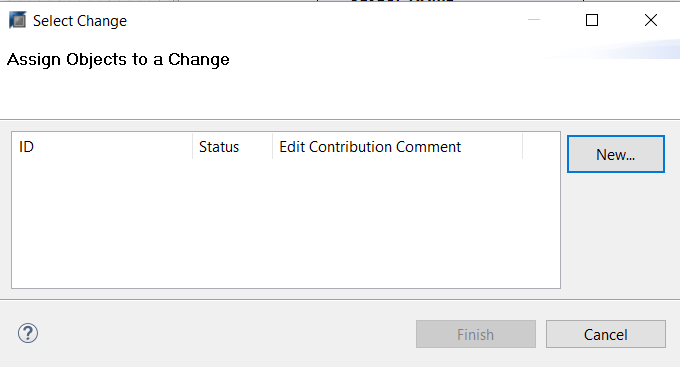 Select Change
Assign Objects to a Change
ID Status Edit Contribution Comment
New...
? Finish Cancel